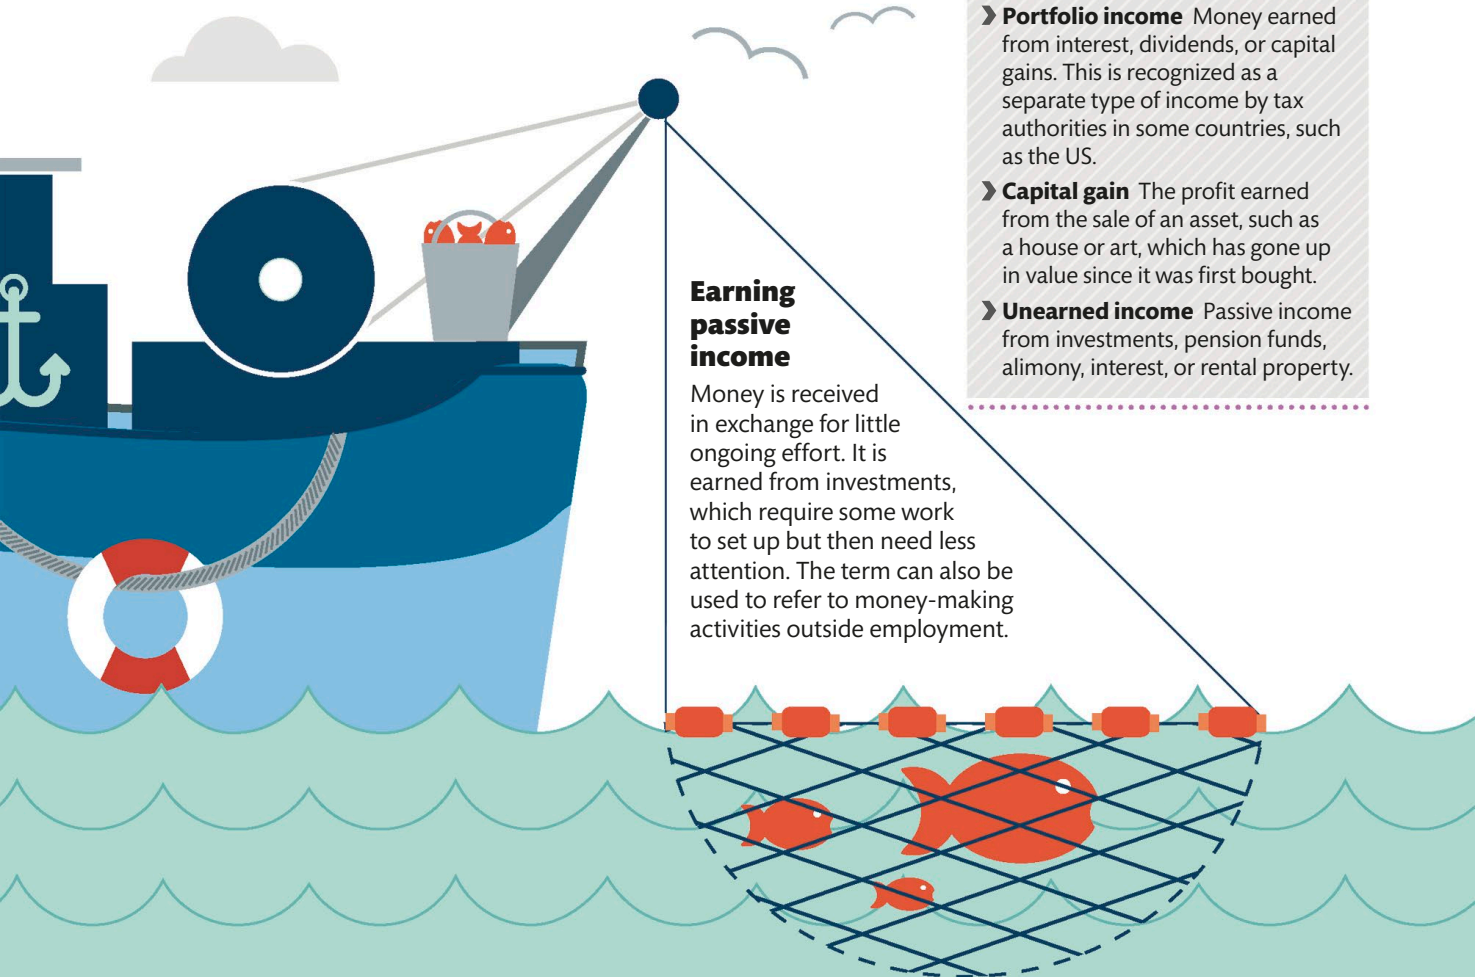 ❯ Portfolio income Money earned
from interest, dividends, or capital
gains. This is recognized as a
separate type of income by tax
authorities in some countries, such
as the US.
❯ Capital gain The profit earned
from the sale of an asset, such as
a house or art, which has gone up
in value since it was first bought.
❯ Unearned income Passive income
from investments, pension funds,
alimony, interest, or rental property.
Earning
passive
income
Money is received
in exchange for little
ongoing effort. It is
earned from investments,
which require some work
to set up but then need less
attention. The term can also be
used to refer to money-making
activities outside employment.